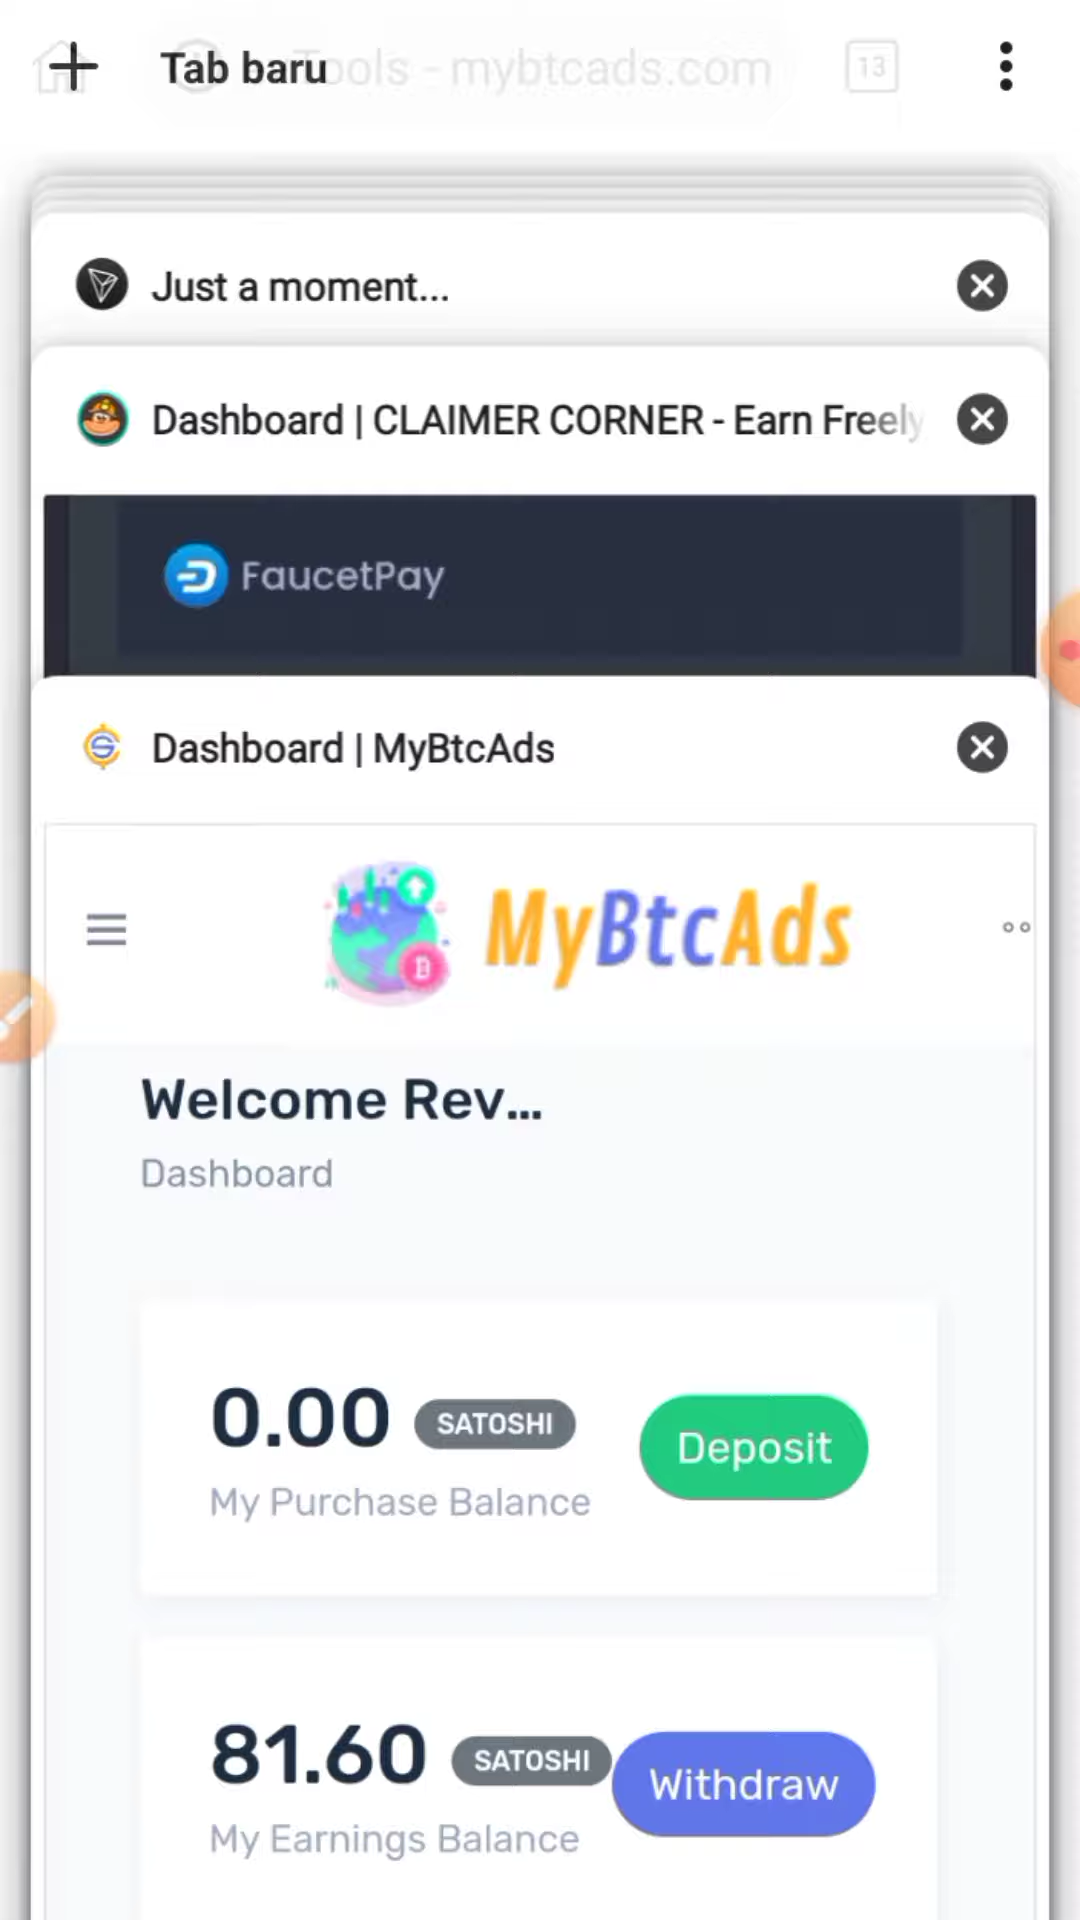 Tab baru
Tools - mybtcads.com
13
Just a moment...
Dashboard | CLAIMER CORNER - Earn Freely
FaucetPay
Dashboard | MyBtcAds
MyBtcAds
Welcome Rev...
Dashboard
0.00 SATOSHI
Deposit
My Purchase Balance
81.60 SATOSHI
Withdraw
My Earnings Balance